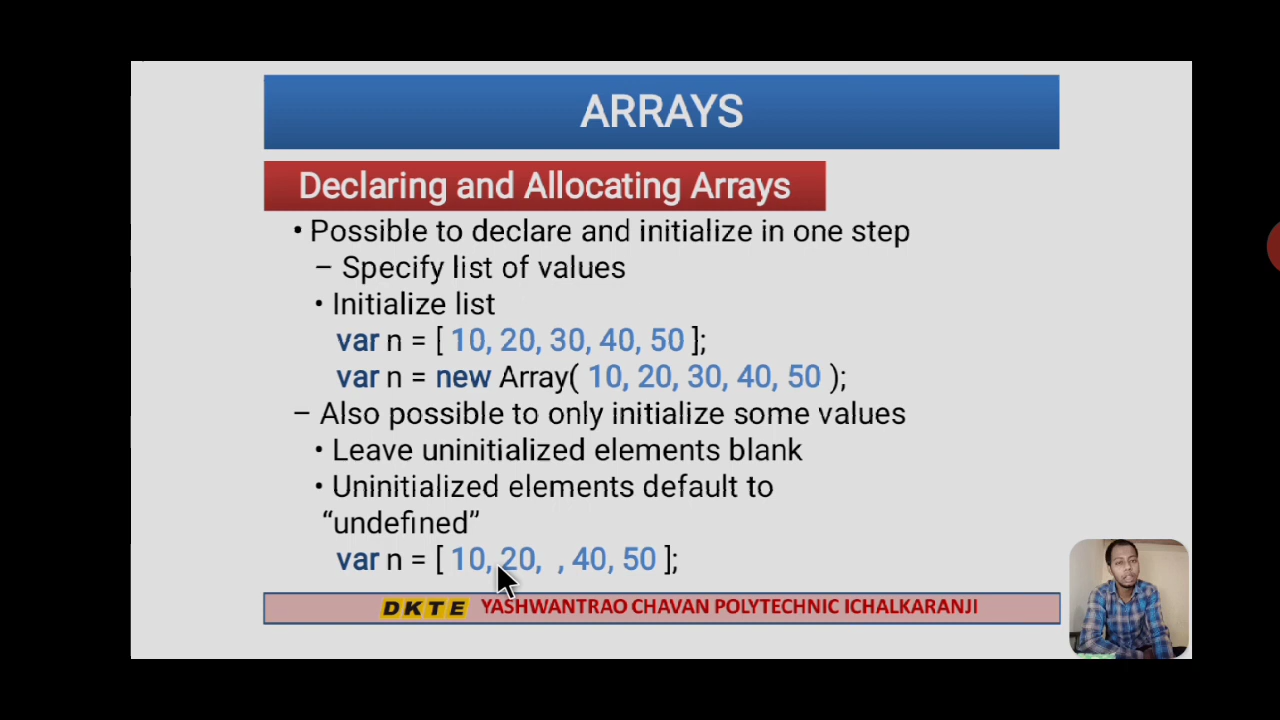 ARRAYS
Declaring and Allocating Arrays
• Possible to declare and initialize in one step
– Specify list of values
• Initialize list
var n = [ 10, 20, 30, 40, 50 ];
var n = new Array( 10, 20, 30, 40, 50 );
– Also possible to only initialize some values
• Leave uninitialized elements blank
• Uninitialized elements default to
“undefined”
var n = [ 10, 20, , 40, 50 ];
DKTE YASHWANTRAO CHAVAN POLYTECHNIC ICHALKARANJI